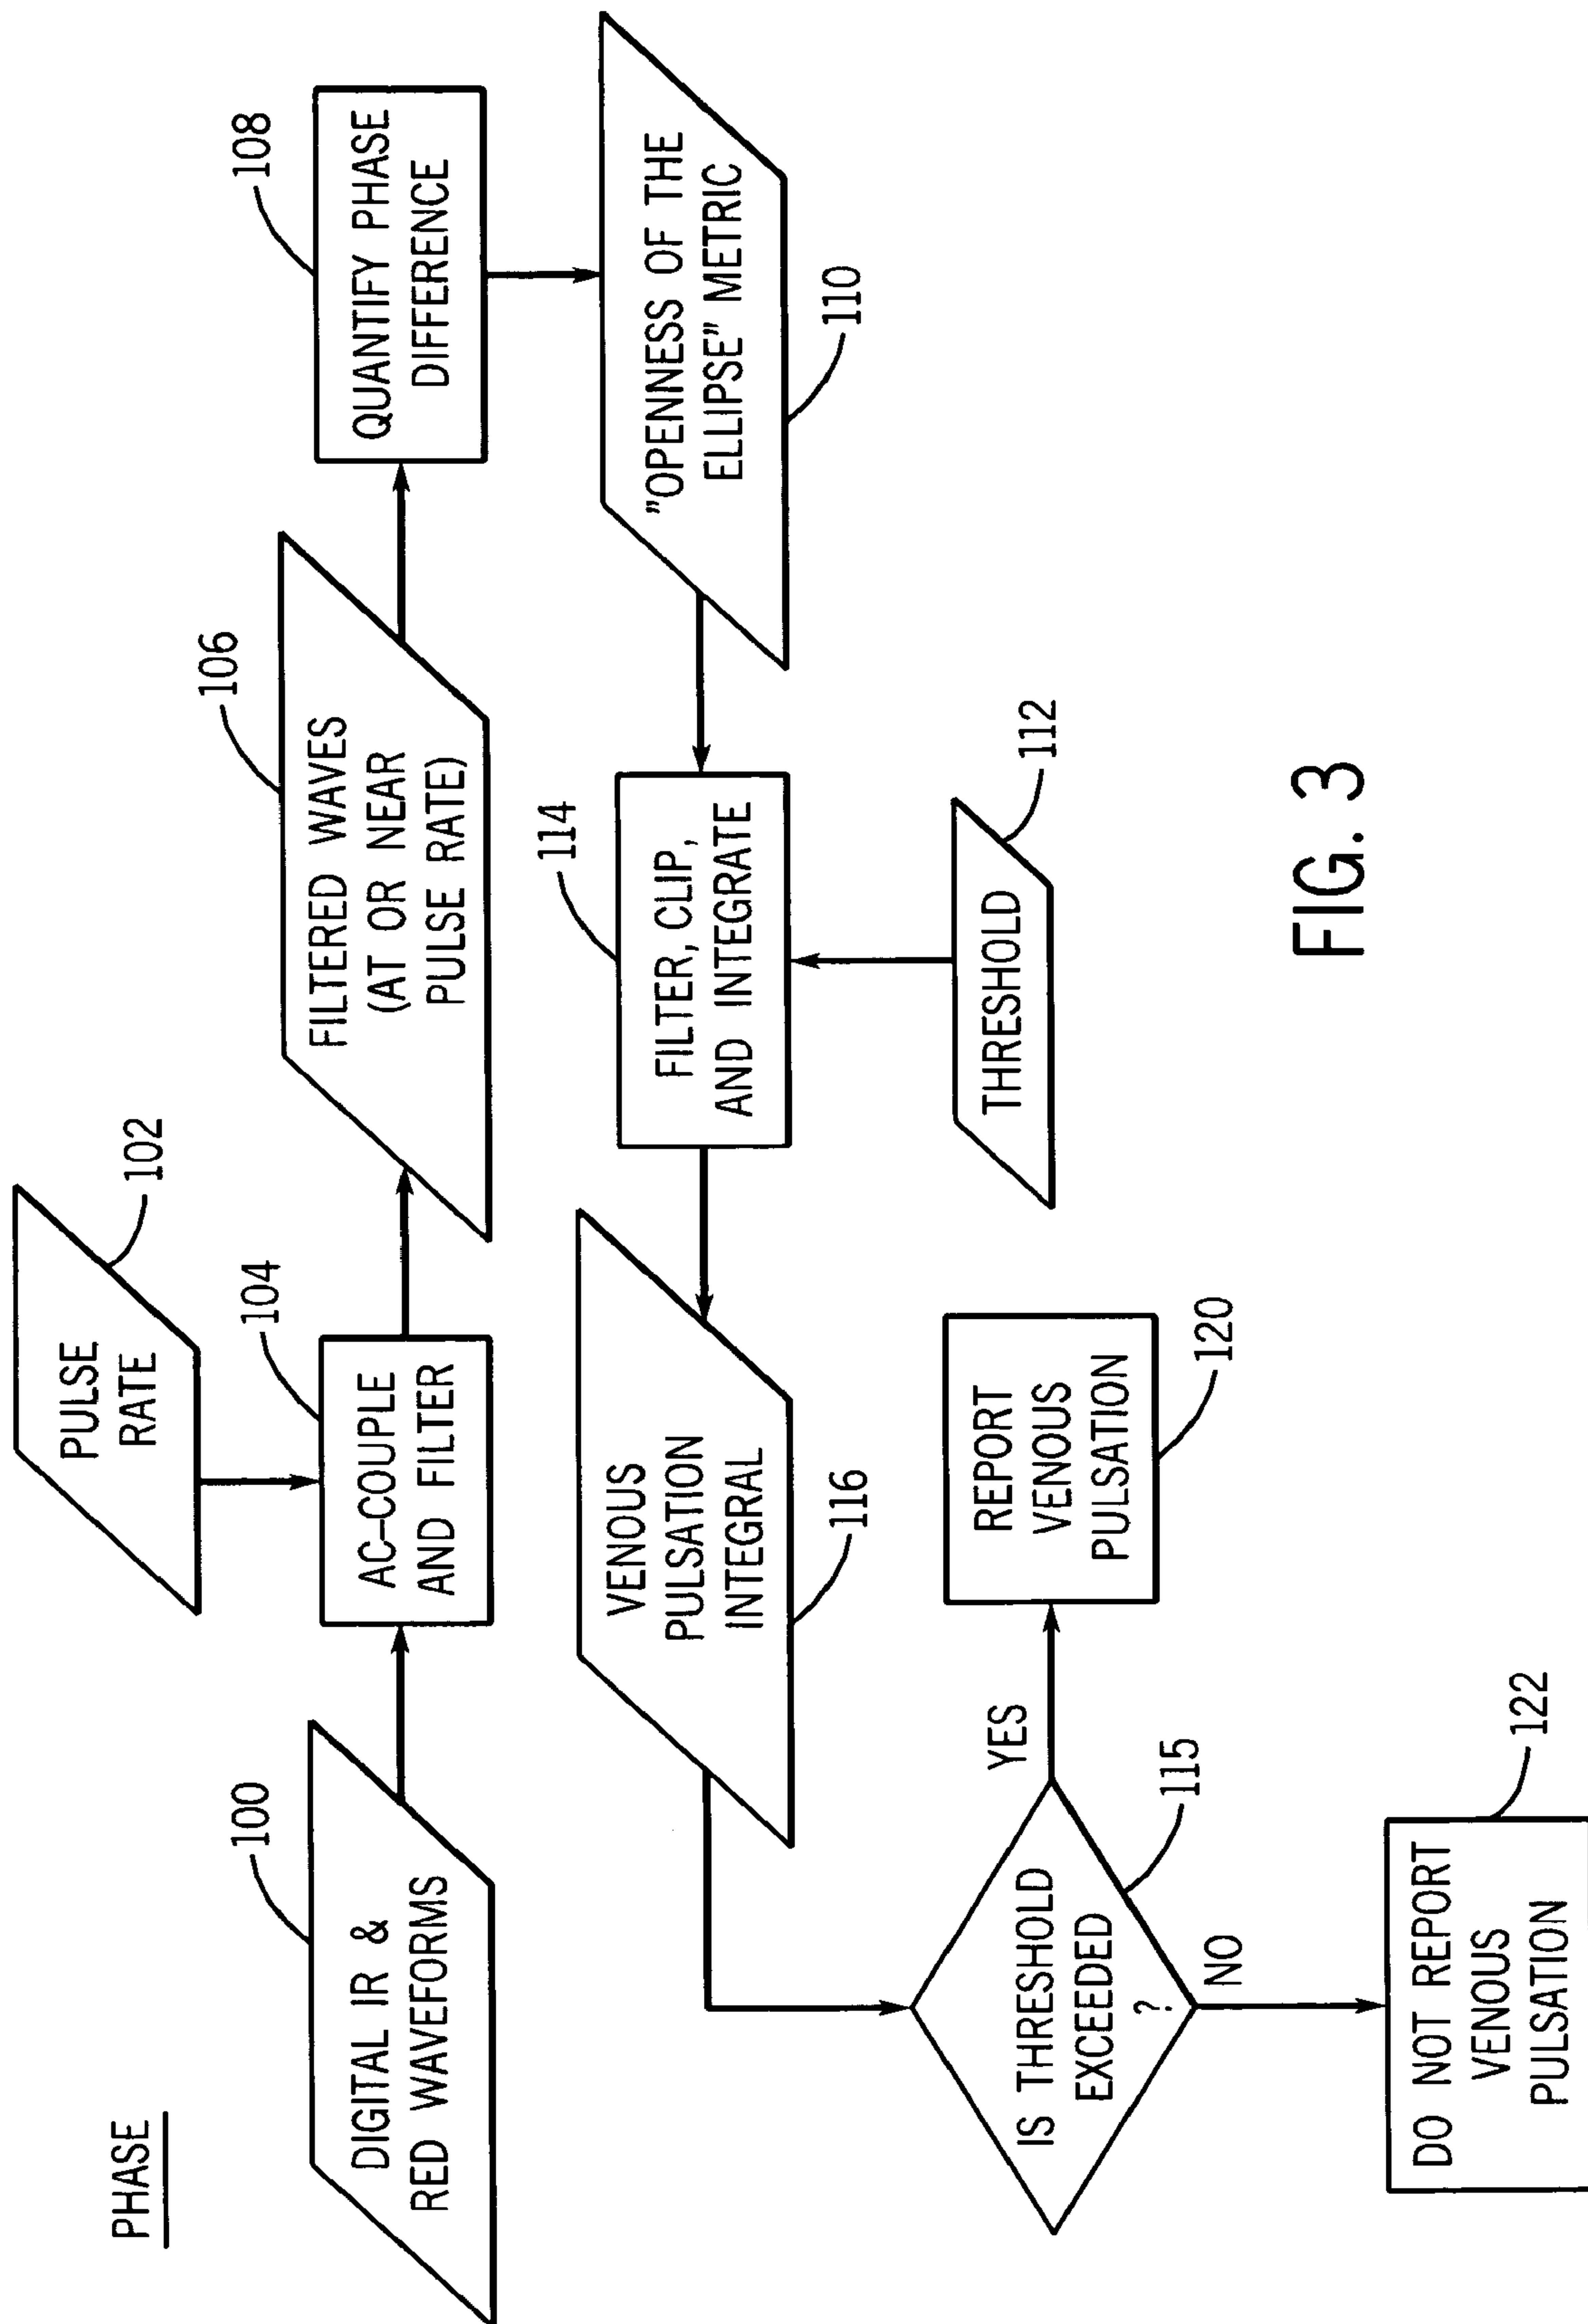 PHASE
100
DIGITAL IR &
RED WAVEFORMS
102
PULSE
RATE
104
AC-COUPLE
AND FILTER
106
FILTERED WAVES
(AT OR NEAR
PULSE RATE)
108
QUANTIFY PHASE
DIFFERENCE
"OPENNESS OF THE
ELLIPSE" METRIC
110
114
FILTER, CLIP,
AND INTEGRATE
THRESHOLD
112
VENOUS
PULSATION
INTEGRAL
116
IS THRESHOLD
EXCEEDED
?
115
YES
REPORT
VENOUS
PULSATION
120
NO
DO NOT REPORT
VENOUS
PULSATION
122
FIG. 3